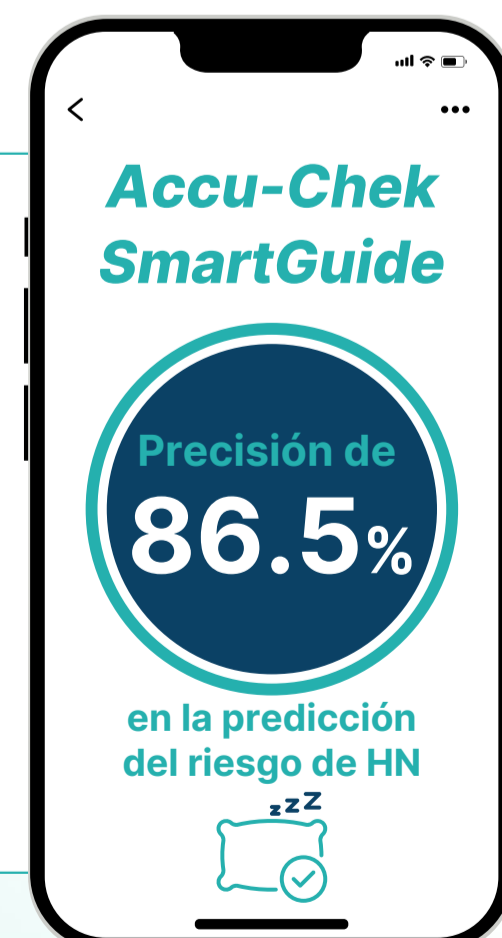 Accu-Chek
SmartGuide
Precisión de
86.5%
en la predicción
del riesgo de HN
zzZ